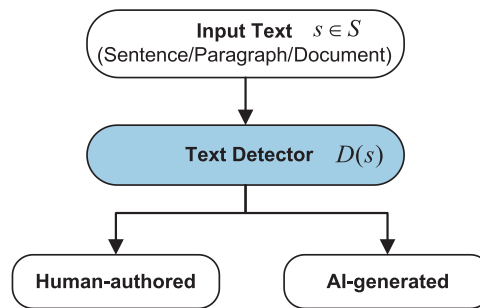 Input Text s ∈ S
(Sentence/Paragraph/Document)
Text Detector D(s)
Human-authored
AI-generated